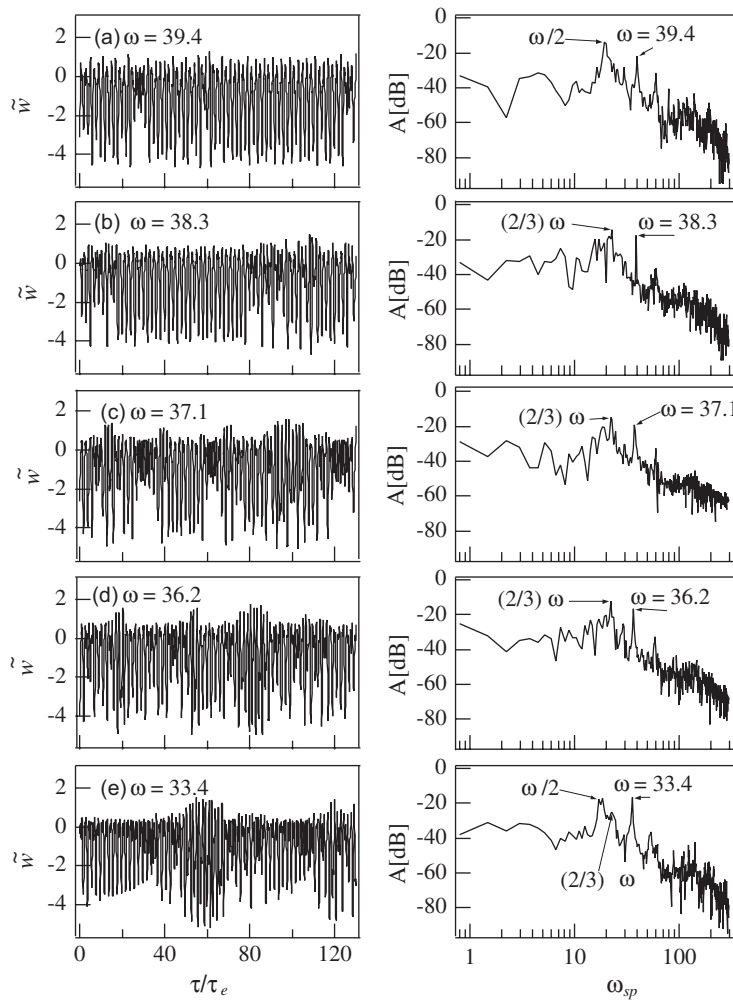 2
0
-2
-4
w̃
(a) ω = 39.4
0
-20
-40
-60
-80
A[dB]
ω/2
ω = 39.4
2
0
-2
-4
w̃
(b) ω = 38.3
0
-20
-40
-60
-80
A[dB]
(2/3) ω
ω = 38.3
2
0
-2
-4
w̃
(c) ω = 37.1
0
-20
-40
-60
-80
A[dB]
(2/3) ω
ω = 37.1
2
0
-2
-4
w̃
(d) ω = 36.2
0
-20
-40
-60
-80
A[dB]
(2/3) ω
ω = 36.2
2
0
-2
-4
w̃
(e) ω = 33.4
0
-20
-40
-60
-80
A[dB]
ω/2
ω = 33.4
(2/3) ω
0 40 80 120
τ/τe
1 10 100
ωsp